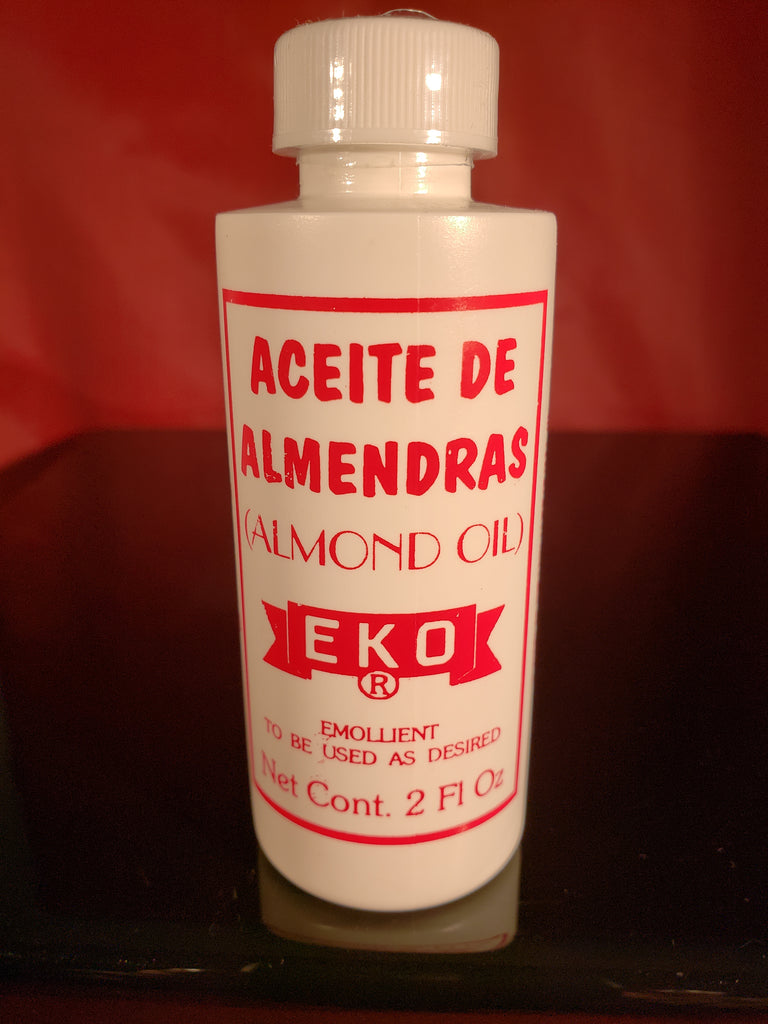 ACEITE DE
ALMENDRAS
(ALMOND OIL)
EKO
®
EMOLLIENT
TO BE USED AS DESIRED
Net Cont. 2 Fl Oz